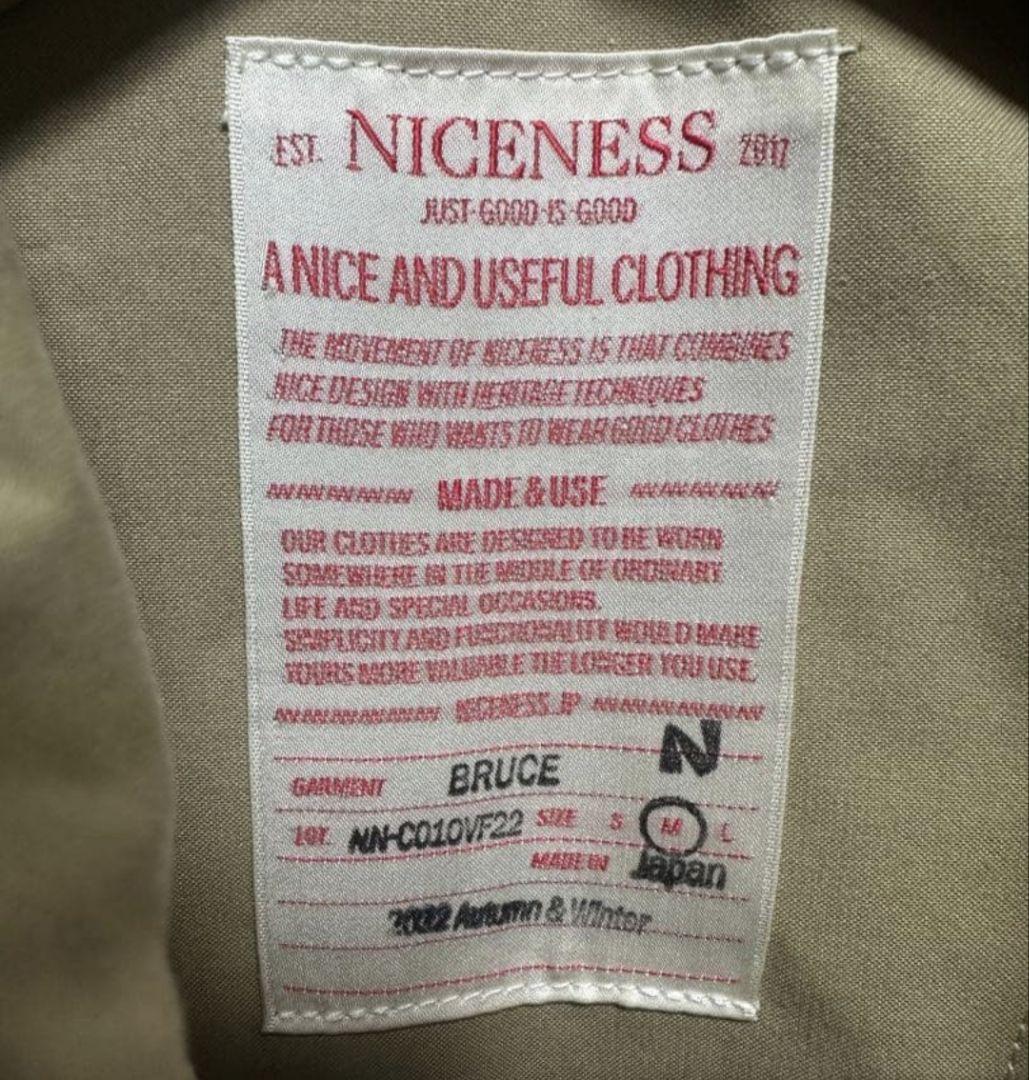 EST. NICENESS 2017
JUST·GOOD·IS·GOOD
A NICE AND USEFUL CLOTHING
THE MOVEMENT OF NICENESS IS THAT COMBINES
NICE DESIGN WITH HERITAGE TECHNIQUES
FOR THOSE WHO WANTS TO WEAR GOOD CLOTHES
MADE & USE
OUR CLOTHES ARE DESIGNED TO BE WORN
SOMEWHERE IN THE MIDDLE OF ORDINARY
LIFE AND SPECIAL OCCASIONS.
SIMPLICITY AND FUNCTIONALITY WOULD MAKE
YOURS MORE VALUABLE THE LONGER YOU USE.
NICENESS.JP
N
GARMENT BRUCE
LOT. NN-C010VF22 SIZE S M L
MADE IN Japan
2022 Autumn & Winter